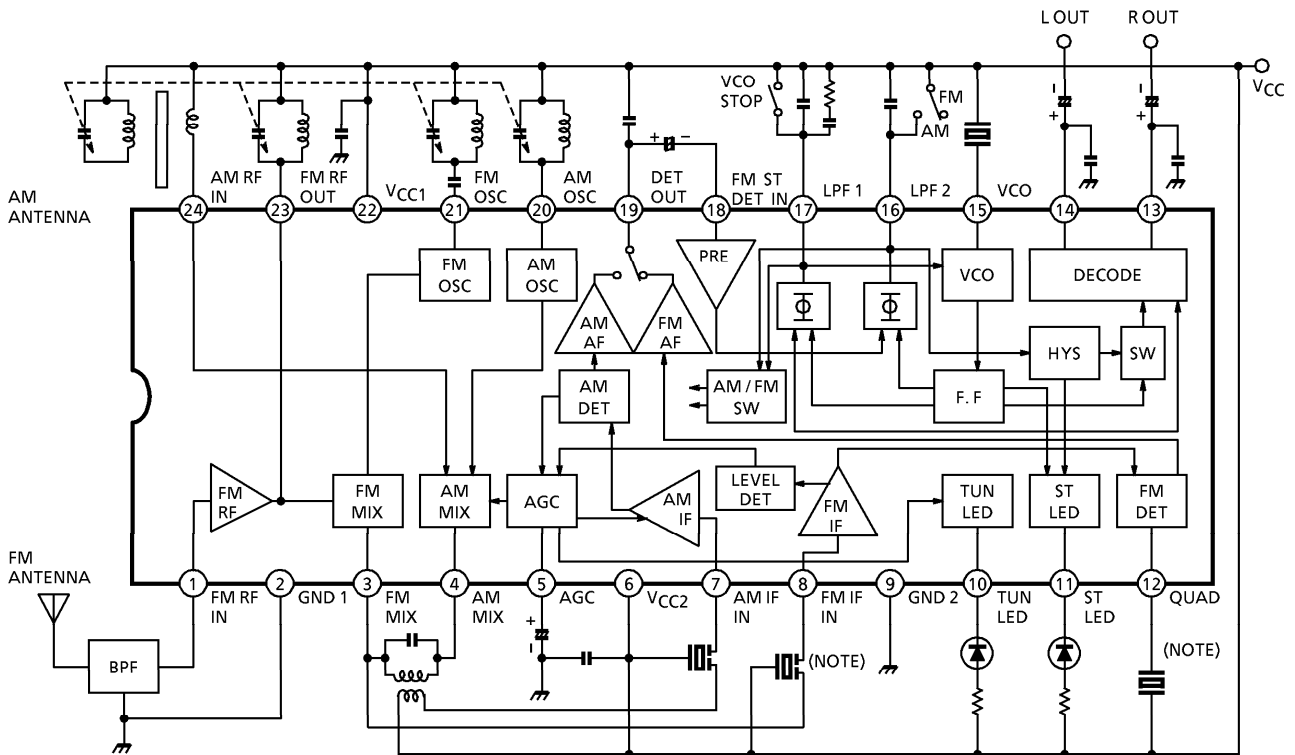 L OUT
R OUT
VCC
VCO
STOP
FM
AM
+
−
+
−
+
−
AM
ANTENNA
AM RF
IN
FM RF
OUT
VCC1
FM
OSC
AM
OSC
DET
OUT
FM ST
DET IN
LPF 1
LPF 2
VCO
24
23
22
21
20
19
18
17
16
15
14
13
FM
OSC
AM
OSC
PRE
Φ
Φ
VCO
DECODE
AM
AF
FM
AF
HYS
SW
AM
DET
AM / FM
SW
F. F
FM
RF
FM
MIX
AM
MIX
AGC
AM
IF
LEVEL
DET
FM
IF
TUN
LED
ST
LED
FM
DET
FM
ANTENNA
1
2
3
4
5
6
7
8
9
10
11
12
FM RF
IN
GND 1
FM
MIX
AM
MIX
AGC
VCC2
AM IF
IN
FM IF
IN
GND 2
TUN
LED
ST
LED
QUAD
+
−
BPF
(NOTE)
(NOTE)